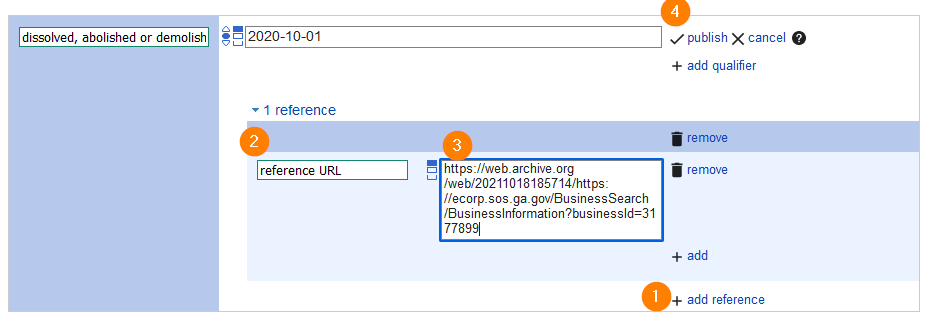 4
dissolved, abolished or demolish
2020-10-01
publish cancel ?
+ add qualifier
1 reference
2
remove
3
reference URL
https://web.archive.org
/web/20211018185714/https:
//ecorp.sos.ga.gov/BusinessSearch
/BusinessInformation?businessId=31
77899
remove
+ add
1
+ add reference